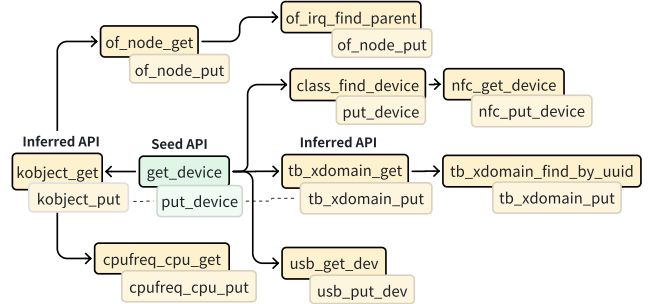 of_irq_find_parent
of_node_put
of_node_get
of_node_put
class_find_device
put_device
nfc_get_device
nfc_put_device
Inferred API
kobject_get
kobject_put
Seed API
get_device
put_device
Inferred API
tb_xdomain_get
tb_xdomain_put
tb_xdomain_find_by_uuid
tb_xdomain_put
cpufreq_cpu_get
cpufreq_cpu_put
usb_get_dev
usb_put_dev